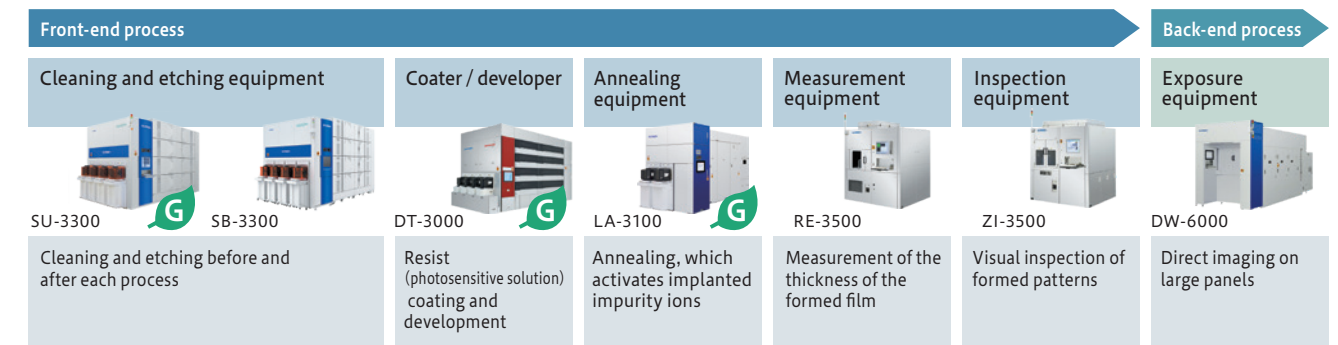 Front-end process
Back-end process
Cleaning and etching equipment
Coater / developer
Annealing
equipment
Measurement
equipment
Inspection
equipment
Exposure
equipment
SU-3300
G
SB-3300
DT-3000
G
LA-3100
G
RE-3500
ZI-3500
DW-6000
Cleaning and etching before and
after each process
Resist
(photosensitive solution)
coating and
development
Annealing, which
activates implanted
impurity ions
Measurement of the
thickness of the
formed film
Visual inspection of
formed patterns
Direct imaging on
large panels